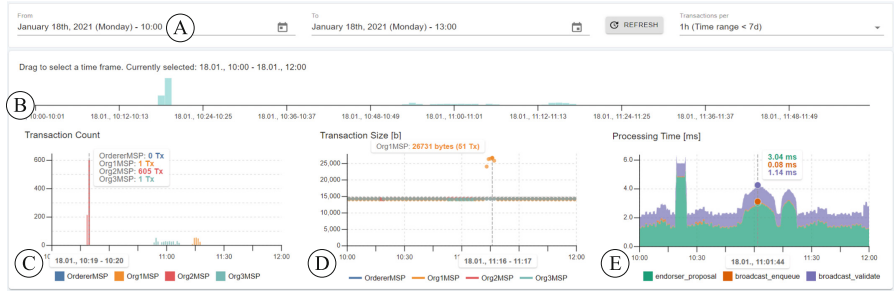 From
January 18th, 2021 (Monday) - 10:00
A
To
January 18th, 2021 (Monday) - 13:00
REFRESH
Transactions per
1h (Time range < 7d)
Drag to select a time frame. Currently selected: 18.01., 10:00 - 18.01., 12:00
B
10:00-10:01 18.01., 10:12-10:13 18.01., 10:24-10:25 18.01., 10:36-10:37 18.01., 10:48-10:49 18.01., 11:00-11:01 18.01., 11:12-11:13 18.01., 11:24-11:25 18.01., 11:36-11:37 18.01., 11:48-11:49
Transaction Count
OrdererMSP: 0 Tx
Org1MSP: 1 Tx
Org2MSP: 605 Tx
Org3MSP: 1 Tx
600
400
200
0
11:00 11:30 12:00
18.01., 10:19 - 10:20
C
OrdererMSP Org1MSP Org2MSP Org3MSP
Transaction Size [b]
Org1MSP: 26731 bytes (51 Tx)
25,000
20,000
15,000
10,000
5,000
0
10:00 10:30 12:00
18.01., 11:16 - 11:17
D
OrdererMSP Org1MSP Org2MSP Org3MSP
Processing Time [ms]
3.04 ms
0.08 ms
1.14 ms
6.0
4.0
2.0
0.0
10:00 10:30 11:30 12:00
18.01., 11:01:44
E
endorser_proposal broadcast_enqueue broadcast_validate